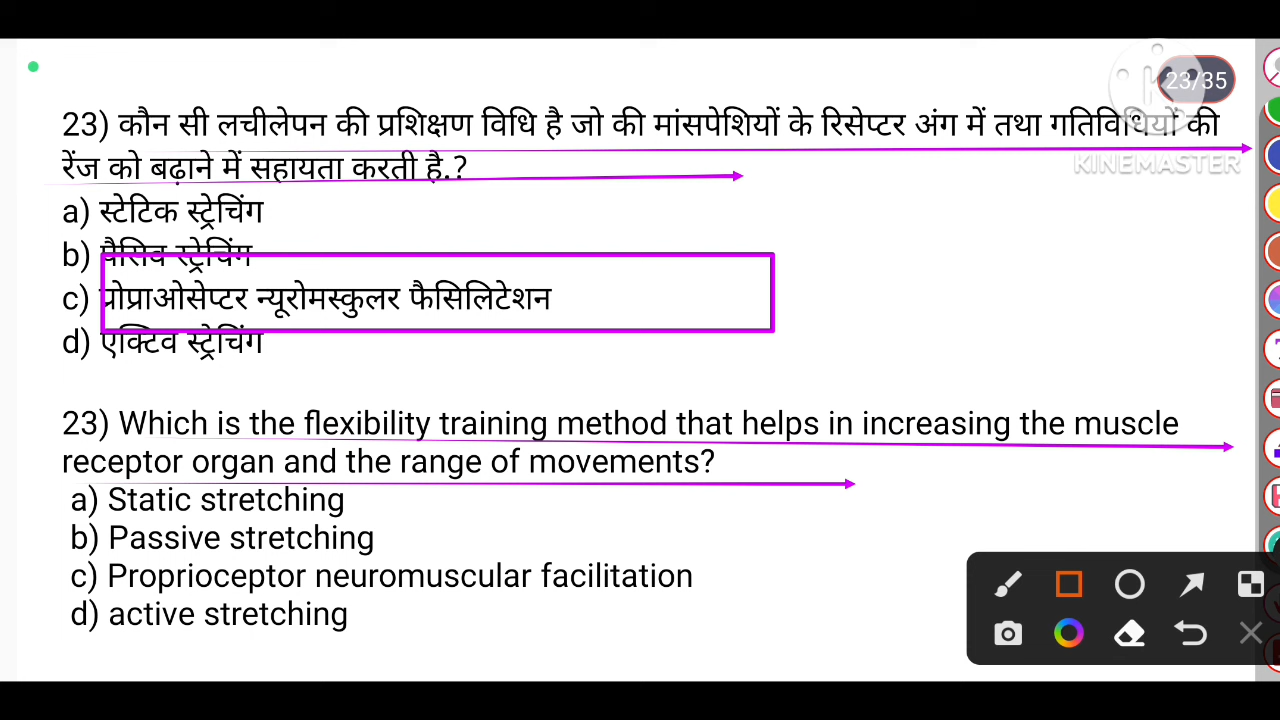 23/35
KINEMASTER
23) कौन सी लचीलेपन की प्रशिक्षण विधि है जो की मांसपेशियों के रिसेप्टर अंग में तथा गतिविधियों की
रेंज को बढ़ाने में सहायता करती है.?
a) स्टेटिक स्ट्रेचिंग
b) पैसिव स्ट्रेचिंग
c) प्रोप्राओसेप्टर न्यूरोमस्कुलर फैसिलिटेशन
d) एक्टिव स्ट्रेचिंग
23) Which is the flexibility training method that helps in increasing the muscle
receptor organ and the range of movements?
a) Static stretching
b) Passive stretching
c) Proprioceptor neuromuscular facilitation
d) active stretching